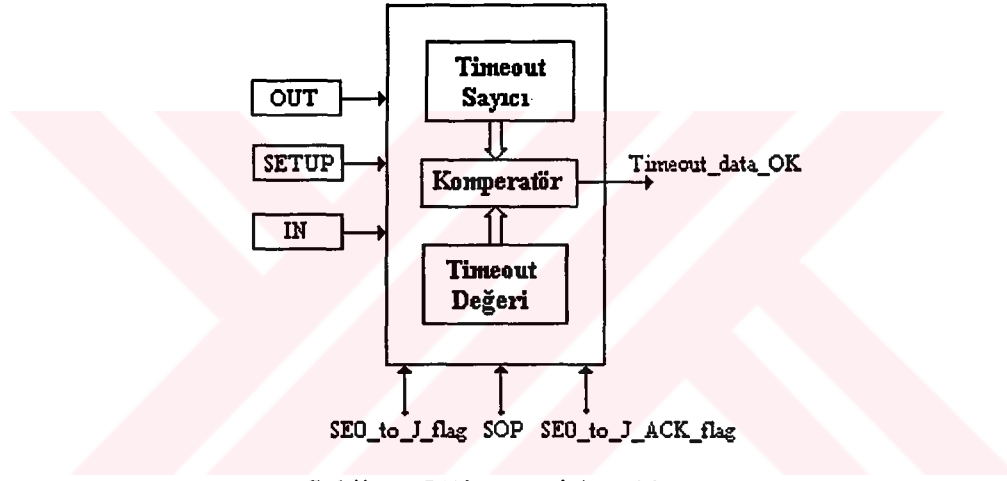 Timeout
Sayıcı
OUT
SETUP
Komperatör
Timeout_data_OK
IN
Timeout
Değeri
SE0_to_J_flag SOP SE0_to_J_ACK_flag